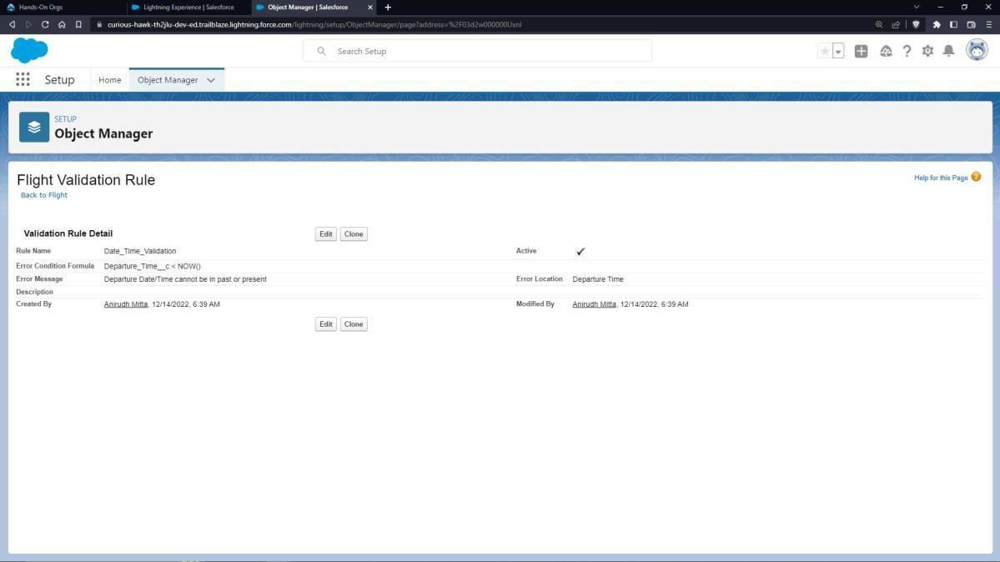 Hands-On Orgs
Lightning Experience | Salesforce
Object Manager | Salesforce
curious-hawk-th2jlu-dev-ed.trailblaze.lightning.force.com/lightning/setup/ObjectManager/page?address=%2F03d2w000000Uxnl
Search Setup
Setup
Home
Object Manager
SETUP
Object Manager
Flight Validation Rule
Help for this Page
Back to Flight
Validation Rule Detail
Edit Clone
Rule Name Date_Time_Validation Active
Error Condition Formula Departure_Time__c < NOW()
Error Message Departure Date/Time cannot be in past or present Error Location Departure Time
Description
Created By Anirudh Mitta, 12/14/2022, 6:39 AM Modified By Anirudh Mitta, 12/14/2022, 6:39 AM
Edit Clone